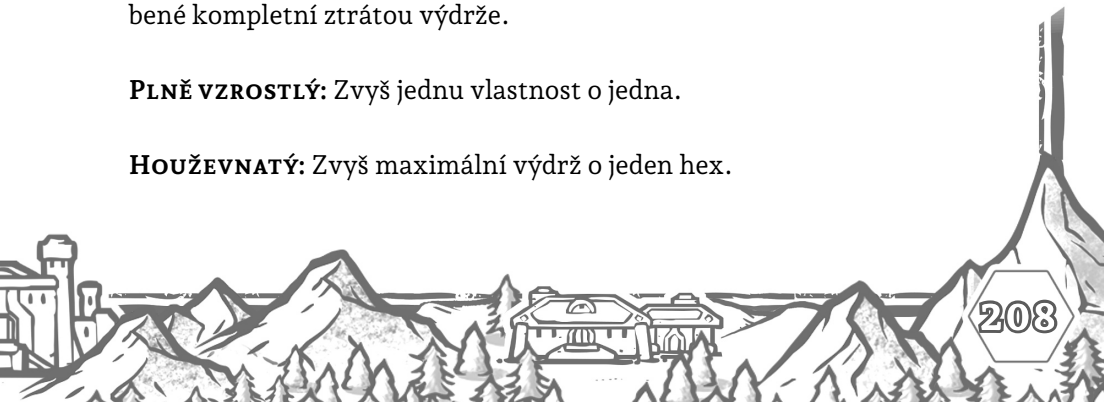 bené kompletní ztrátou výdrže.
Plně vzrostlý: Zvyš jednu vlastnost o jedna.
Houževnatý: Zvyš maximální výdrž o jeden hex.
208